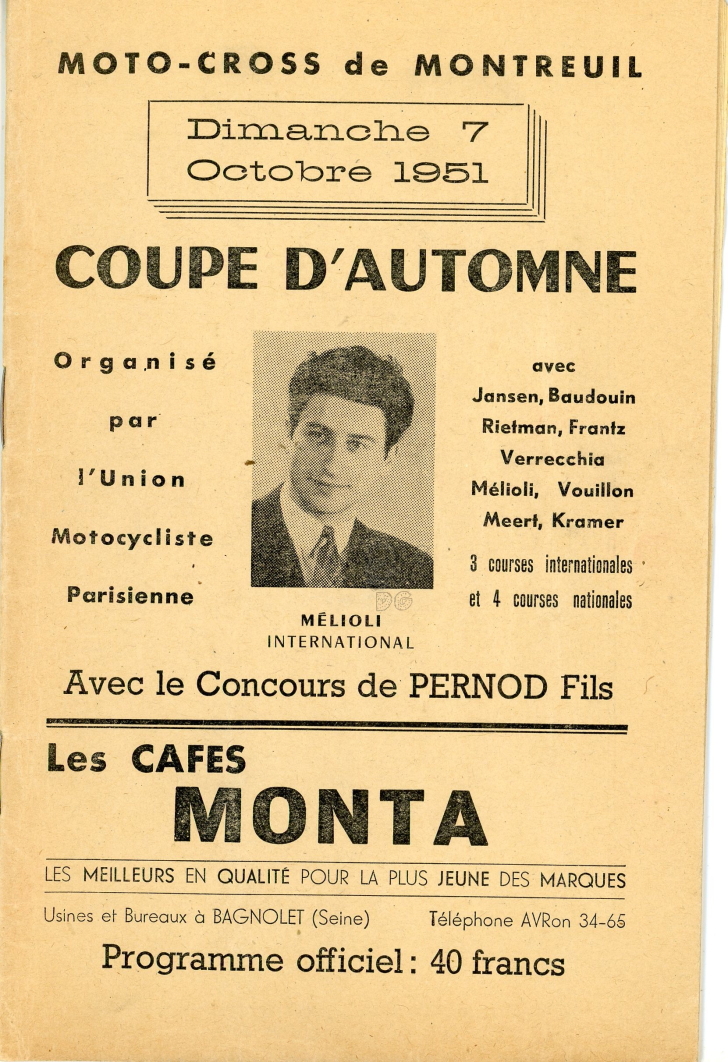 MOTO-CROSS de MONTREUIL
Dimanche 7
Octobre 1951
COUPE D'AUTOMNE
Organisé
par
l'Union
Motocycliste
Parisienne
DG
MÉLIOLI
INTERNATIONAL
avec
Jansen, Baudouin
Rietman, Frantz
Verrecchia
Mélioli, Vouillon
Meert, Kramer
3 courses internationales
et 4 courses nationales
Avec le Concours de PERNOD Fils
Les CAFES
MONTA
LES MEILLEURS EN QUALITÉ POUR LA PLUS JEUNE DES MARQUES
Usines et Bureaux à BAGNOLET (Seine) Téléphone AVRon 34-65
Programme officiel : 40 francs